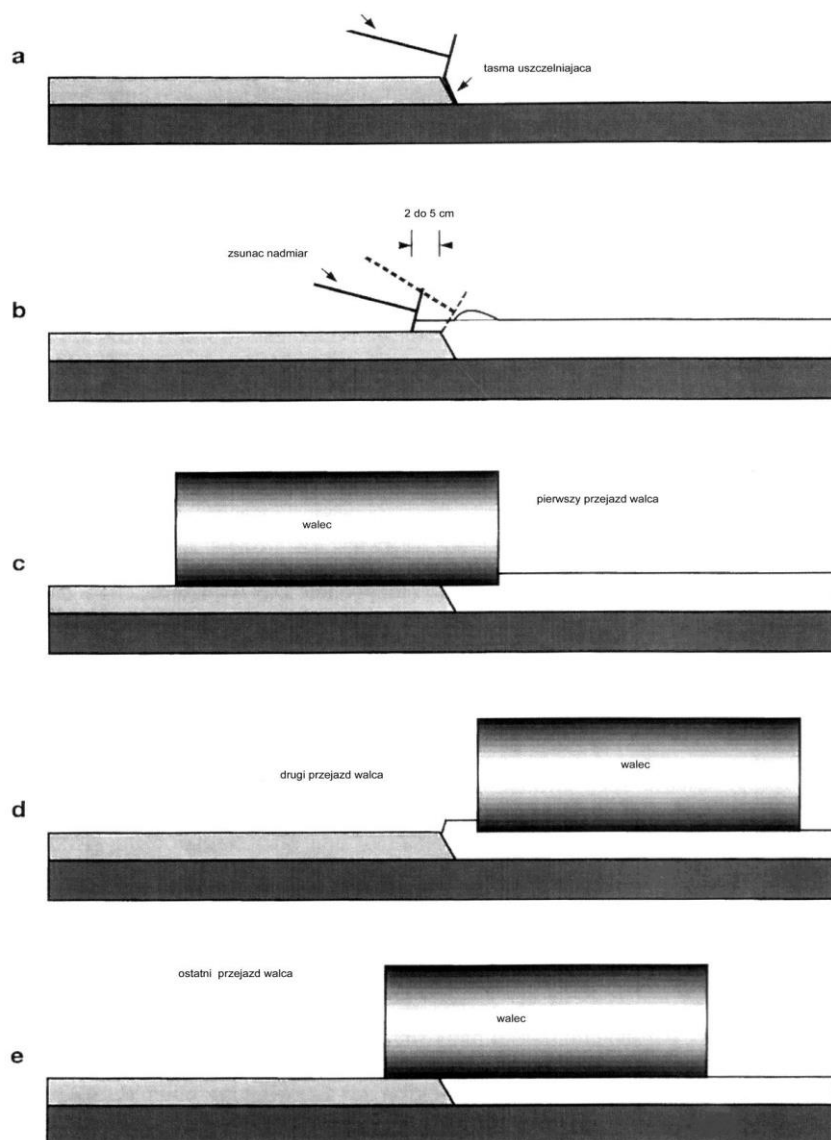 a
tasma uszczelniajaca
2 do 5 cm
zsunac nadmiar
b
walec
pierwszy przejazd walca
c
walec
drugi przejazd walca
d
ostatni przejazd walca
walec
e